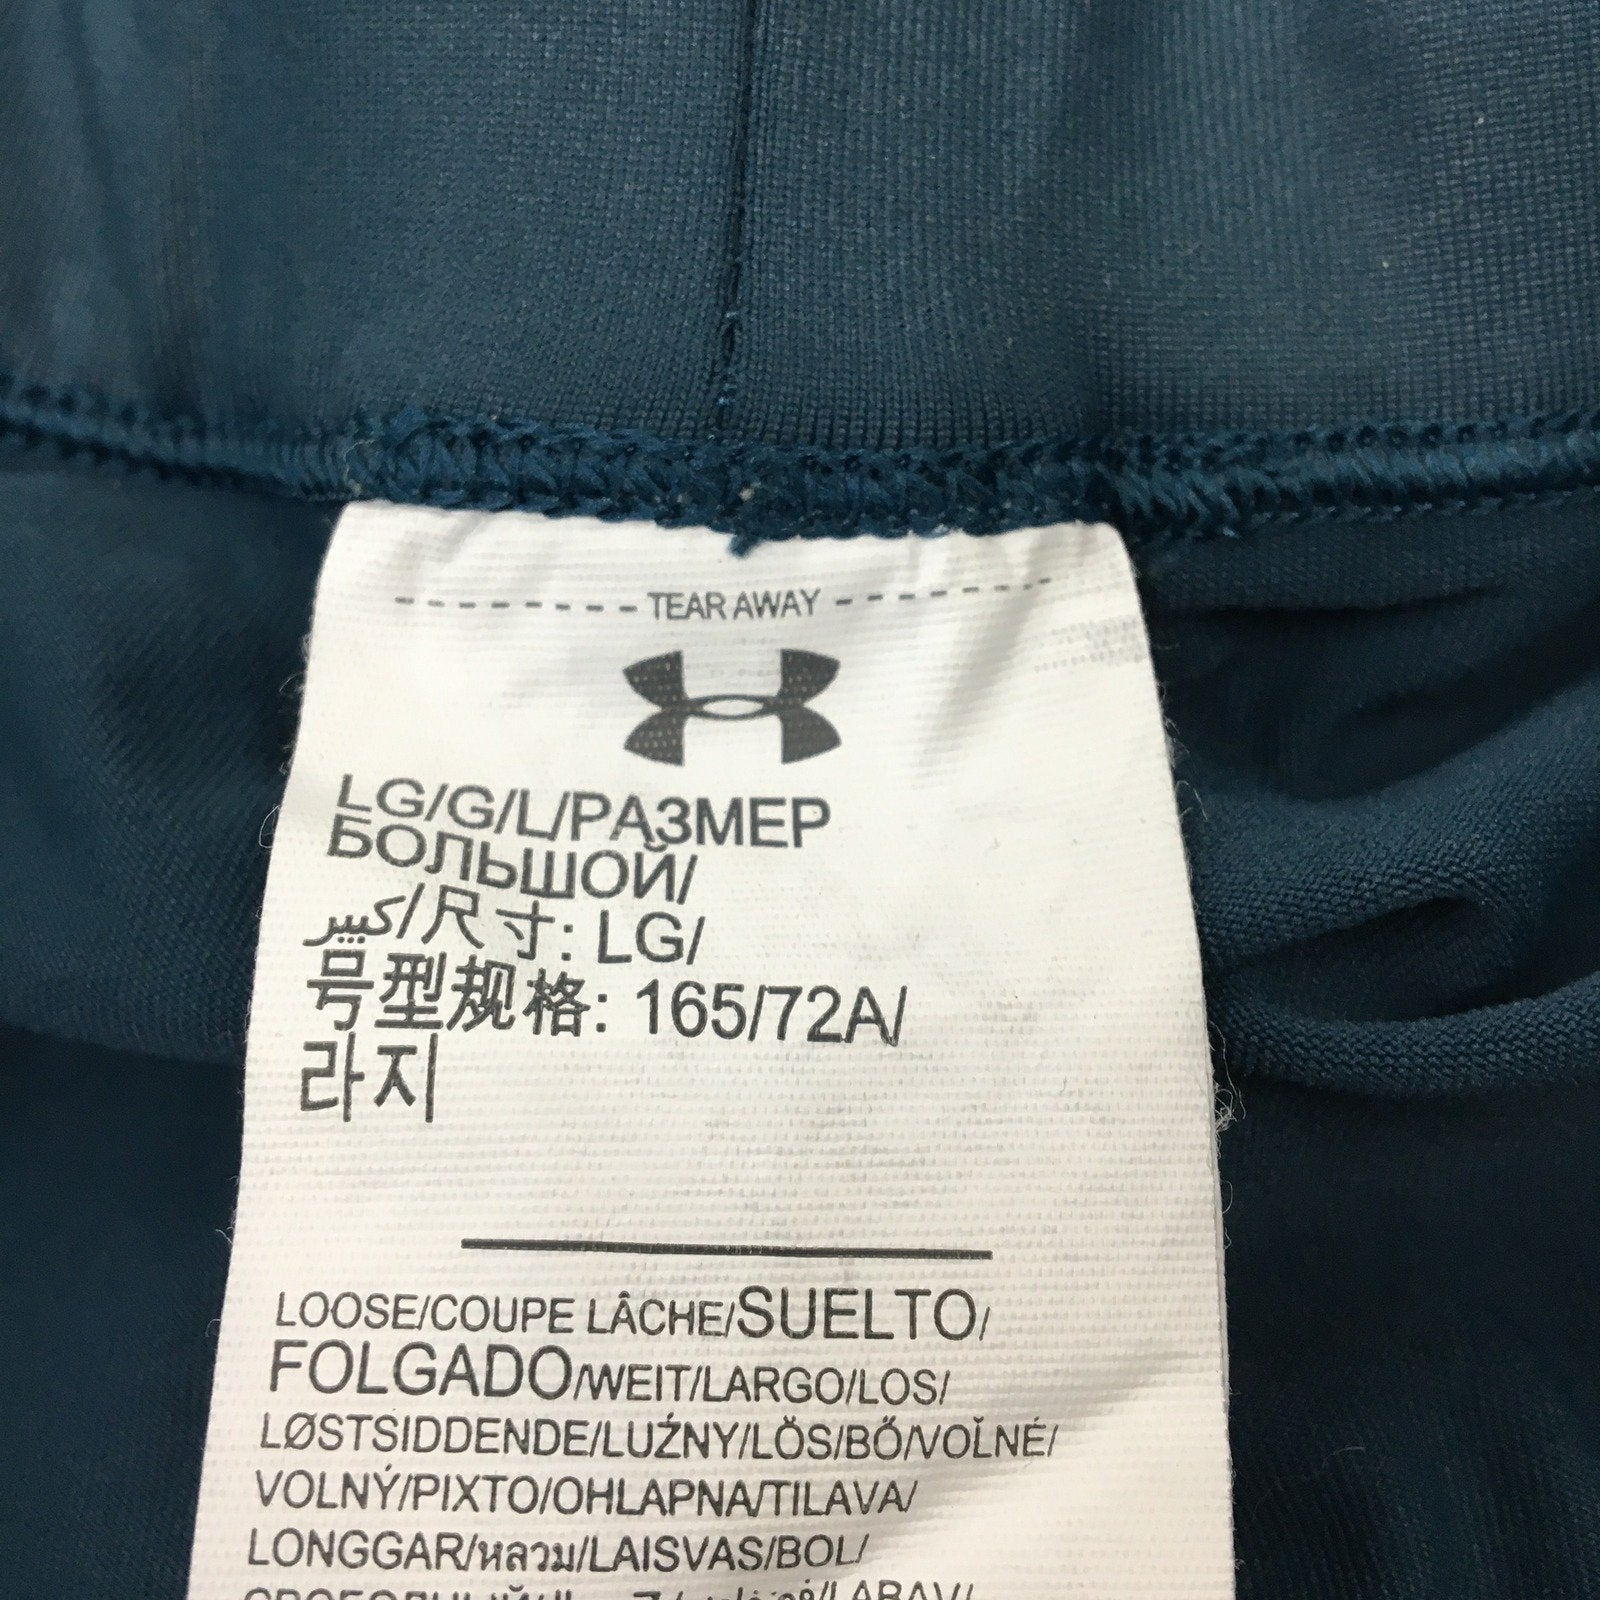 TEAR AWAY
LG/G/L/РАЗМЕР
БОЛЬШОЙ/
كبير/尺寸: LG/
号型规格: 165/72A/
라지
LOOSE/COUPE LÂCHE/SUELTO/
FOLGADO/WEIT/LARGO/LOS/
LØSTSIDDENDE/LUŹNY/LÖS/BŐ/VOĽNÉ/
VOLNÝ/PIXTO/OHLAPNA/TILAVA/
LONGGAR/หลวม/LAISVAS/BOL/